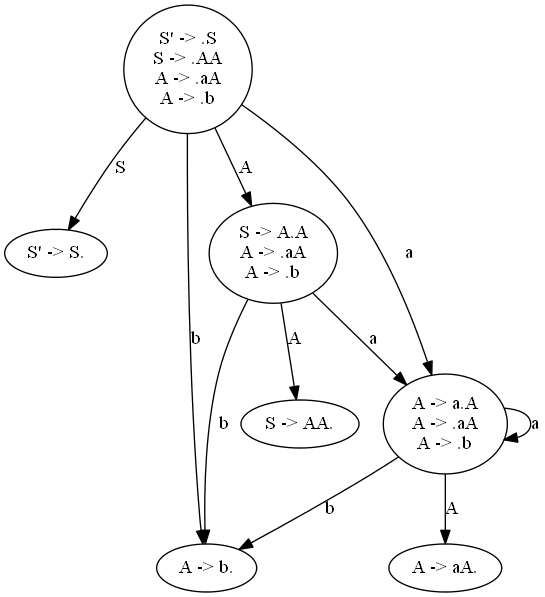 S' -> .S
S -> .AA
A -> .aA
A -> .b
S
A
a
S' -> S.
S -> A.A
A -> .aA
A -> .b
b
A
a
A -> a.A
A -> .aA
A -> .b
a
b
S -> AA.
b
A
A -> b.
A -> aA.